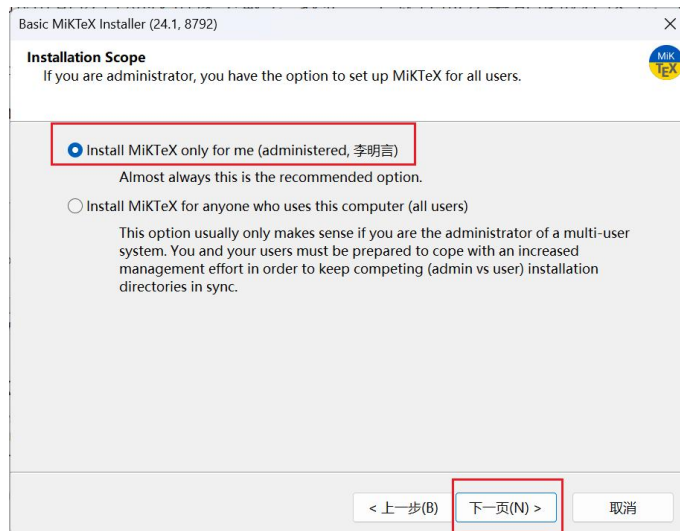 Basic MiKTeX Installer (24.1, 8792)
Installation Scope
If you are administrator, you have the option to set up MiKTeX for all users.
MiK
TEX
Install MiKTeX only for me (administered, 李明言)
Almost always this is the recommended option.
Install MiKTeX for anyone who uses this computer (all users)
This option usually only makes sense if you are the administrator of a multi-user
system. You and your users must be prepared to cope with an increased
management effort in order to keep competing (admin vs user) installation
directories in sync.
< 上一步(B) 下一页(N) > 取消